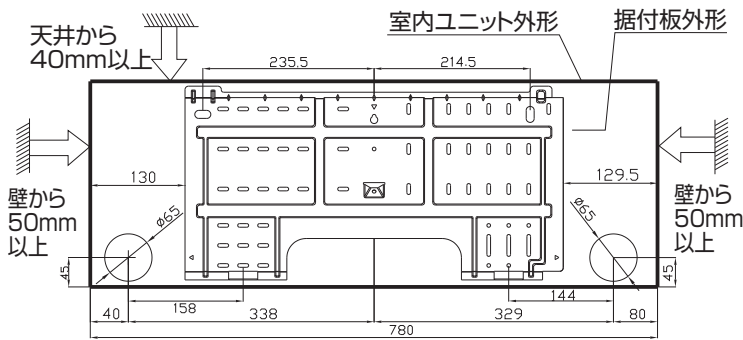 天井から
40mm以上
室内ユニット外形
据付板外形
235.5
214.5
130
129.5
壁から
50mm
以上
壁から
50mm
以上
ø65
ø65
45
45
158
144
40
338
329
80
780